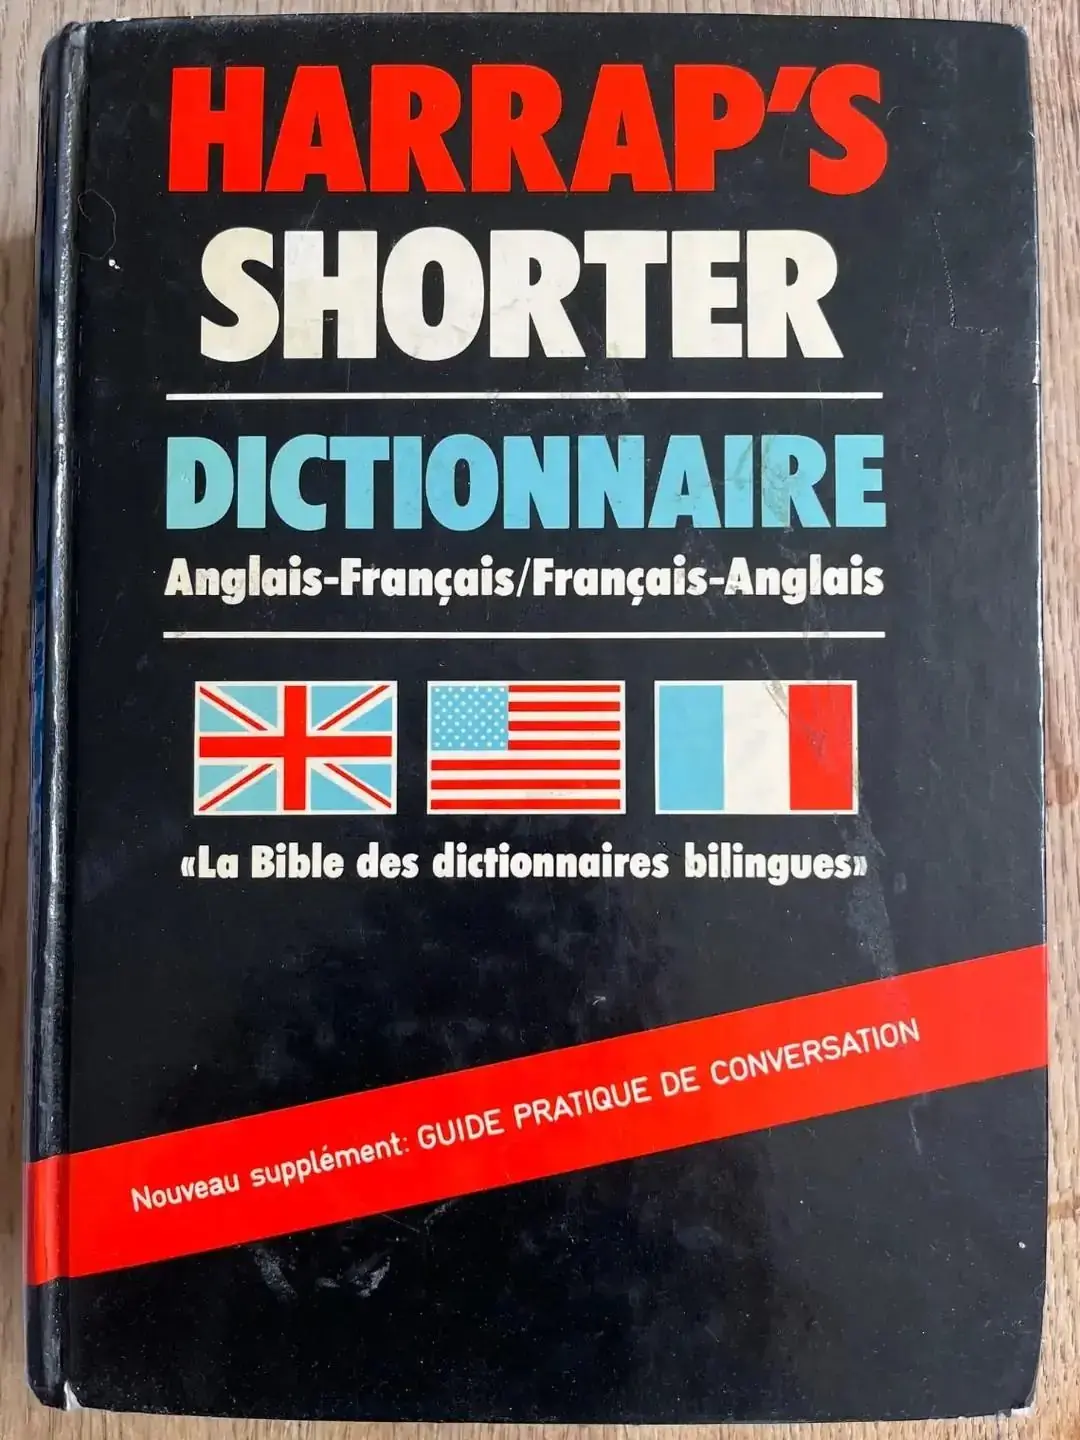 HARRAP'S
SHORTER
DICTIONNAIRE
Anglais-Français/Français-Anglais
«La Bible des dictionnaires bilingues»
Nouveau supplément: GUIDE PRATIQUE DE CONVERSATION